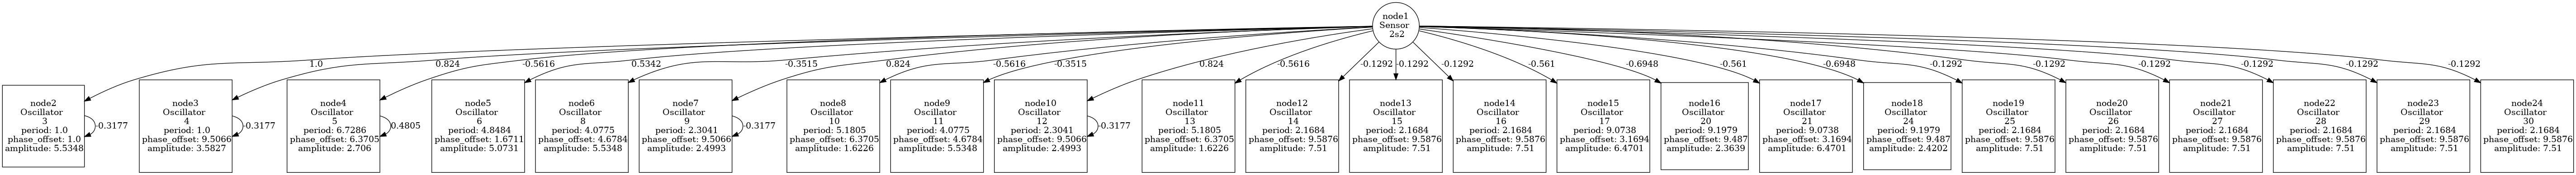 node1
Sensor
2s2
1.0
0.824
-0.5616
0.5342
-0.3515
0.824
-0.5616
-0.3515
0.824
-0.5616
-0.1292
-0.1292
-0.1292
-0.561
-0.6948
-0.561
-0.6948
-0.1292
-0.1292
-0.1292
-0.1292
-0.1292
-0.1292
node2
Oscillator
3
period: 1.0
phase_offset: 1.0
amplitude: 5.5348
-0.3177
node3
Oscillator
4
period: 1.0
phase_offset: 9.5066
amplitude: 3.5827
-0.3177
node4
Oscillator
5
period: 6.7286
phase_offset: 6.3705
amplitude: 2.706
0.4805
node5
Oscillator
6
period: 4.8484
phase_offset: 1.6711
amplitude: 5.0731
node6
Oscillator
8
period: 4.0775
phase_offset: 4.6784
amplitude: 5.5348
node7
Oscillator
9
period: 2.3041
phase_offset: 9.5066
amplitude: 2.4993
-0.3177
node8
Oscillator
10
period: 5.1805
phase_offset: 6.3705
amplitude: 1.6226
node9
Oscillator
11
period: 4.0775
phase_offset: 4.6784
amplitude: 5.5348
node10
Oscillator
12
period: 2.3041
phase_offset: 9.5066
amplitude: 2.4993
-0.3177
node11
Oscillator
13
period: 5.1805
phase_offset: 6.3705
amplitude: 1.6226
node12
Oscillator
14
period: 2.1684
phase_offset: 9.5876
amplitude: 7.51
node13
Oscillator
15
period: 2.1684
phase_offset: 9.5876
amplitude: 7.51
node14
Oscillator
16
period: 2.1684
phase_offset: 9.5876
amplitude: 7.51
node15
Oscillator
17
period: 9.0738
phase_offset: 3.1694
amplitude: 6.4701
node16
Oscillator
20
period: 9.1979
phase_offset: 9.487
amplitude: 2.3639
node17
Oscillator
21
period: 9.0738
phase_offset: 3.1694
amplitude: 6.4701
node18
Oscillator
24
period: 9.1979
phase_offset: 9.487
amplitude: 2.4202
node19
Oscillator
25
period: 2.1684
phase_offset: 9.5876
amplitude: 7.51
node20
Oscillator
26
period: 2.1684
phase_offset: 9.5876
amplitude: 7.51
node21
Oscillator
27
period: 2.1684
phase_offset: 9.5876
amplitude: 7.51
node22
Oscillator
28
period: 2.1684
phase_offset: 9.5876
amplitude: 7.51
node23
Oscillator
29
period: 2.1684
phase_offset: 9.5876
amplitude: 7.51
node24
Oscillator
30
period: 2.1684
phase_offset: 9.5876
amplitude: 7.51